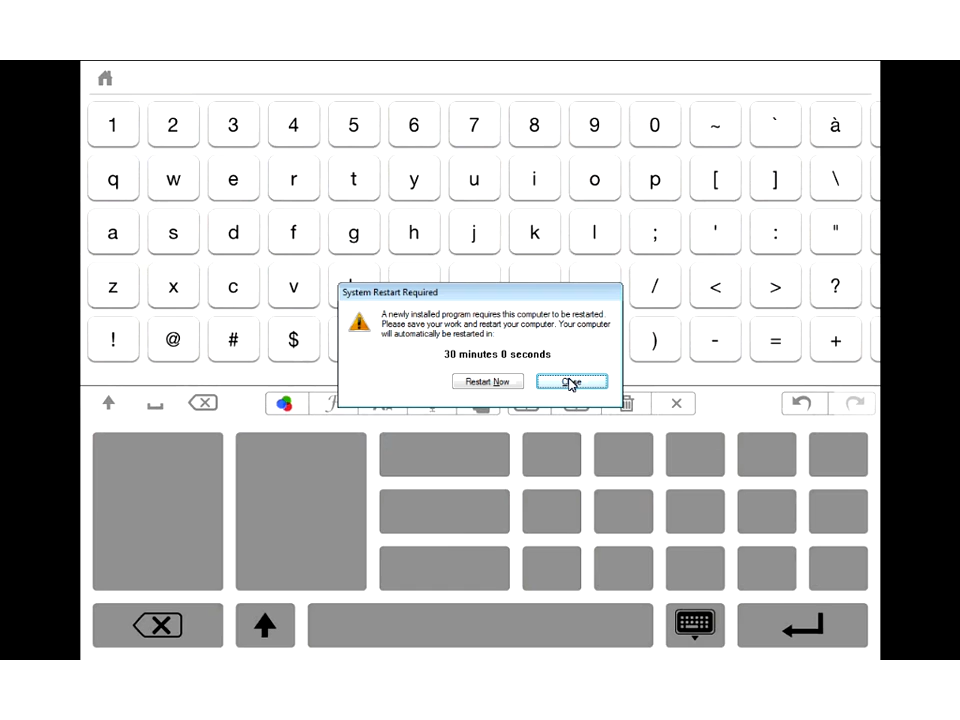 1 2 3 4 5 6 7 8 9 0 ~ ` à
q w e r t y u i o p [ ] \
a s d f g h j k l ; ' : "
z x c v / < > ?
! @ # $ ) - = +
System Restart Required
A newly installed program requires this computer to be restarted.
Please save your work and restart your computer. Your computer
will automatically be restarted in:
30 minutes 0 seconds
Restart Now Close